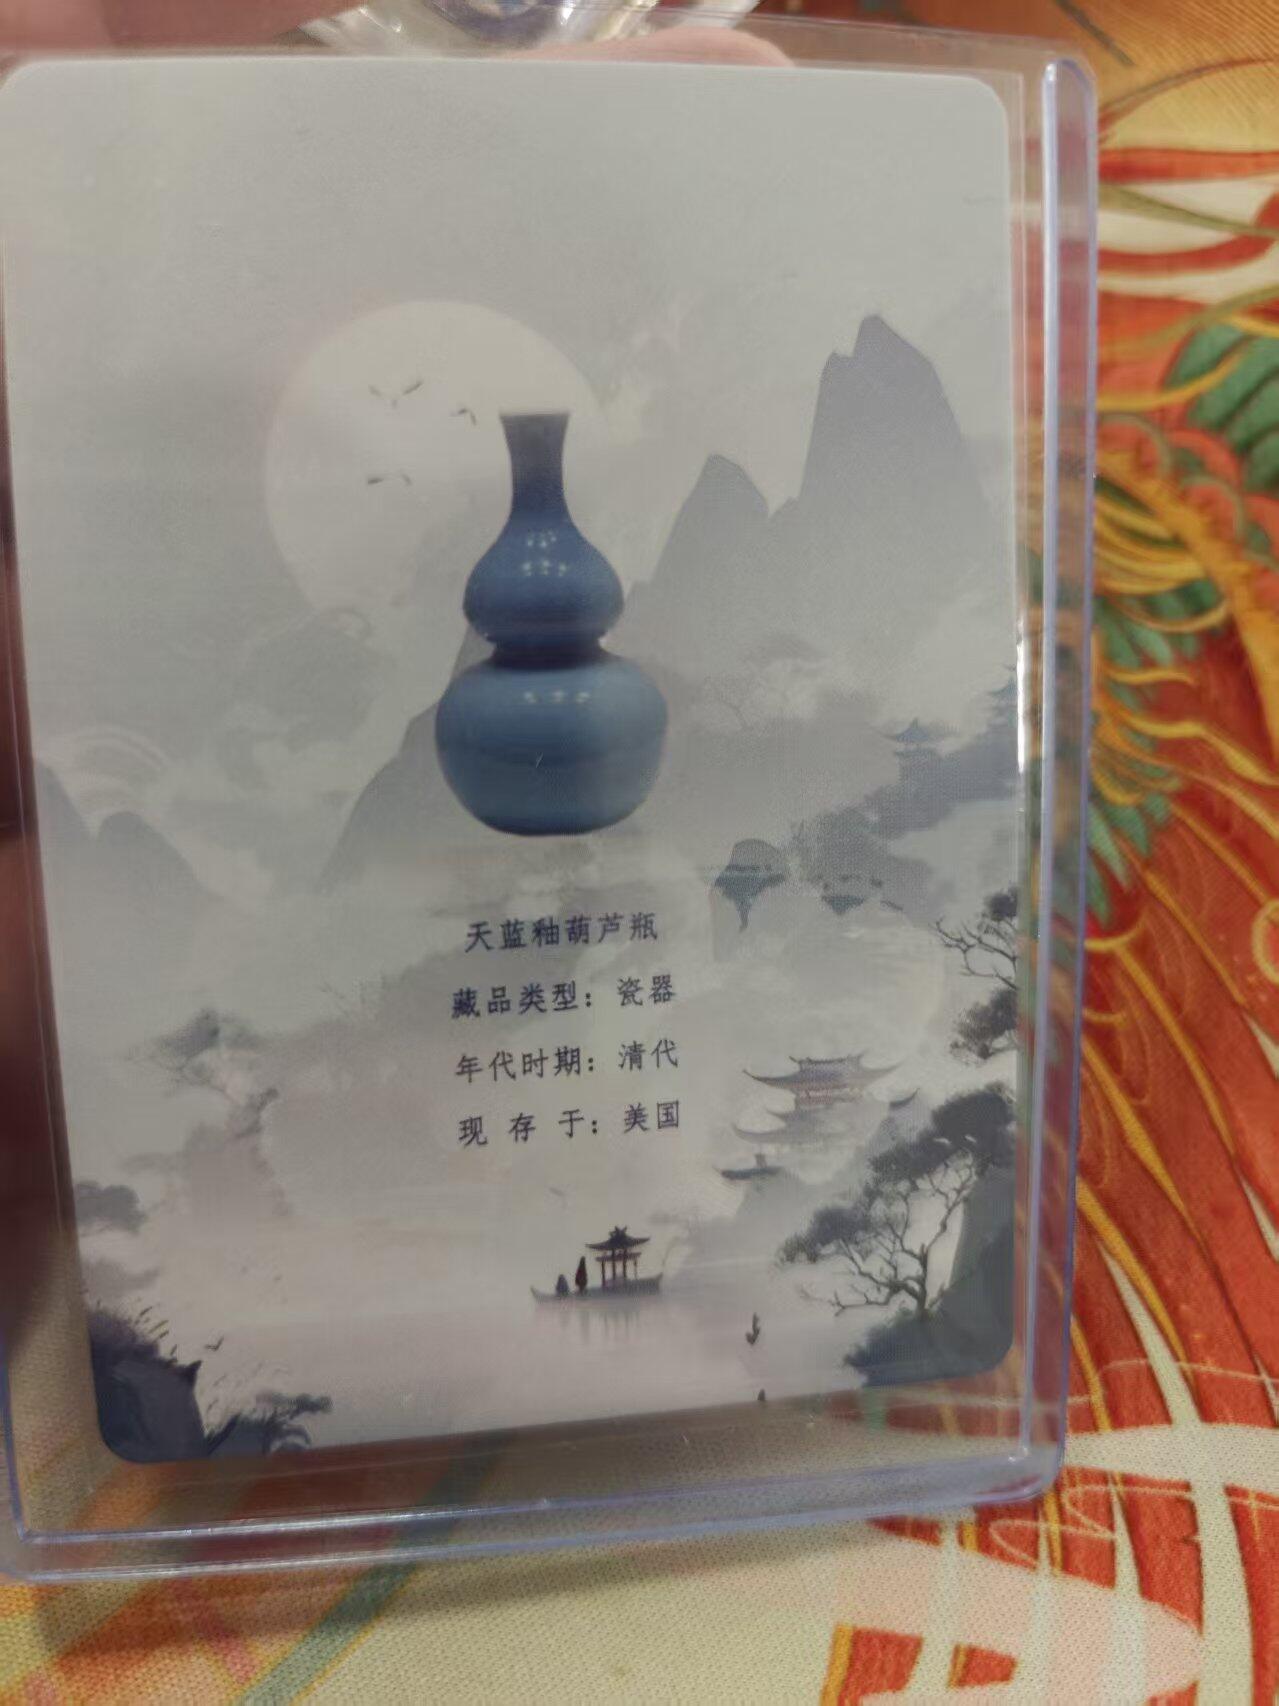 天蓝釉葫芦瓶
藏品类型：瓷器
年代时期：清代
现存于：美国